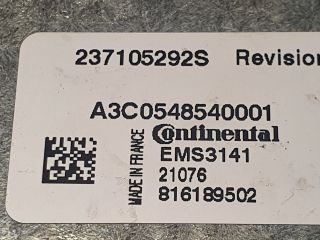 237105292S Revision
A3C0548540001
Continental
EMS3141
21076
816189502
MADE IN FRANCE